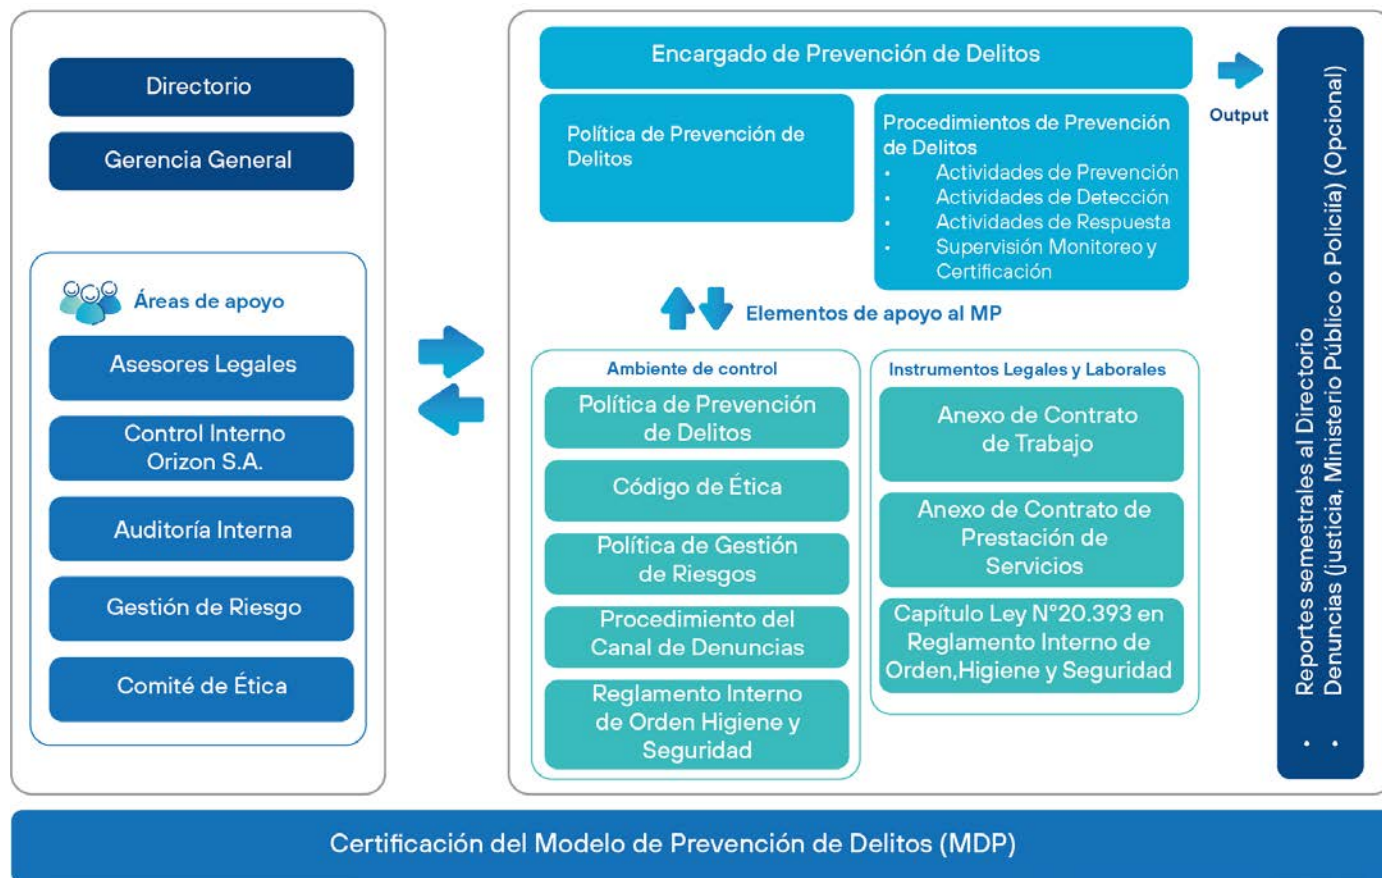 Directorio
Gerencia General
Áreas de apoyo
Asesores Legales
Control Interno
Orizon S.A.
Auditoría Interna
Gestión de Riesgo
Comité de Ética
Encargado de Prevención de Delitos
Política de Prevención de
Delitos
Procedimientos de Prevención
de Delitos
• Actividades de Prevención
• Actividades de Detección
• Actividades de Respuesta
• Supervisión Monitoreo y
Certificación
Elementos de apoyo al MP
Ambiente de control
Política de Prevención
de Delitos
Código de Ética
Política de Gestión
de Riesgos
Procedimiento del
Canal de Denuncias
Reglamento Interno
de Orden Higiene y
Seguridad
Instrumentos Legales y Laborales
Anexo de Contrato
de Trabajo
Anexo de Contrato de
Prestación de
Servicios
Capítulo Ley N°20.393 en
Reglamento Interno de
Orden,Higiene y Seguridad
Output
• Reportes semestrales al Directorio
• Denuncias (justicia, Ministerio Público o Policiía) (Opcional)
Certificación del Modelo de Prevención de Delitos (MDP)